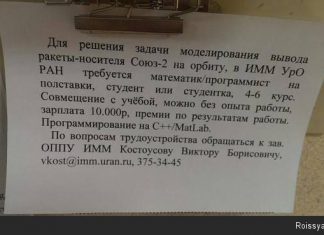 Для решения задачи моделирования вывода
ракеты-носителя Союз-2 на орбиту, в ИММ УрО
РАН требуется математик/программист на
полставки, студент или студентка, 4-6 курс.
Совмещение с учёбой, можно без опыта работы,
зарплата 10.000р, премии по результатам работы.
Программирование на C++/MatLab.
По вопросам трудоустройства обращаться к зав.
ОППУ ИММ Костоусову Виктору Борисовичу,
vkost@imm.uran.ru, 375-34-45
Roissya